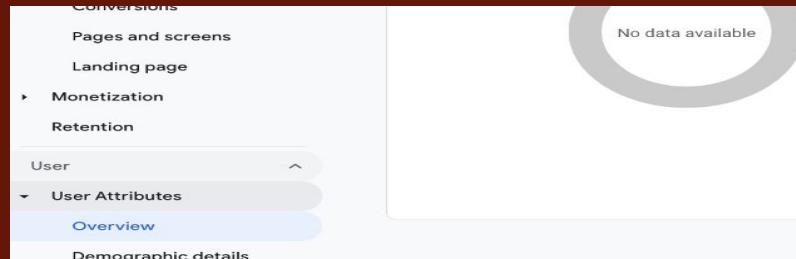 Conversions
Pages and screens
Landing page
Monetization
Retention
User
User Attributes
Overview
Demographic details
No data available